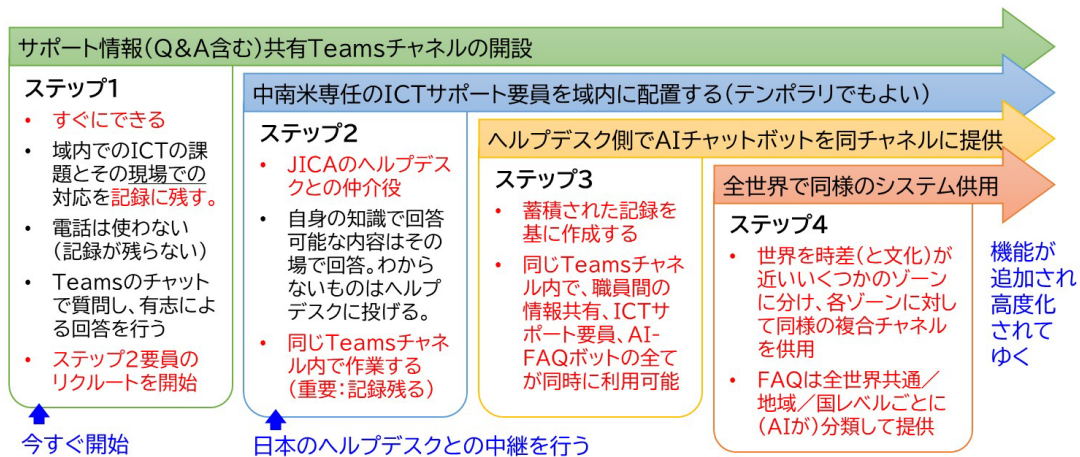 サポート情報(Q&A含む)共有Teamsチャネルの開設
ステップ1
• すぐにできる
• 域内でのICTの課
題とその現場での
対応を記録に残す。
• 電話は使わない
(記録が残らない)
• Teamsのチャット
で質問し、有志によ
る回答を行う
• ステップ2要員の
リクルートを開始
今すぐ開始
中南米専任のICTサポート要員を域内に配置する(テンポラリでもよい)
ステップ2
• JICAのヘルプデス
クとの仲介役
• 自身の知識で回答
可能な内容はその
場で回答。わから
ないものはヘルプ
デスクに投げる。
• 同じTeamsチャネ
ル内で作業する
(重要:記録残る)
日本のヘルプデスクとの中継を行う
ヘルプデスク側でAIチャットボットを同チャネルに提供
ステップ3
• 蓄積された記録を
基に作成する
• 同じTeamsチャネ
ル内で、職員間の
情報共有、ICTサ
ポート要員、AI-
FAQボットの全て
が同時に利用可能
全世界で同様のシステム供用
ステップ4
• 世界を時差(と文化)が
近いいくつかのゾーン
に分け、各ゾーンに対し
て同様の複合チャネル
を供用
• FAQは全世界共通/
地域/国レベルごとに
(AIが)分類して提供
機能が
追加され
高度化
されて
ゆく